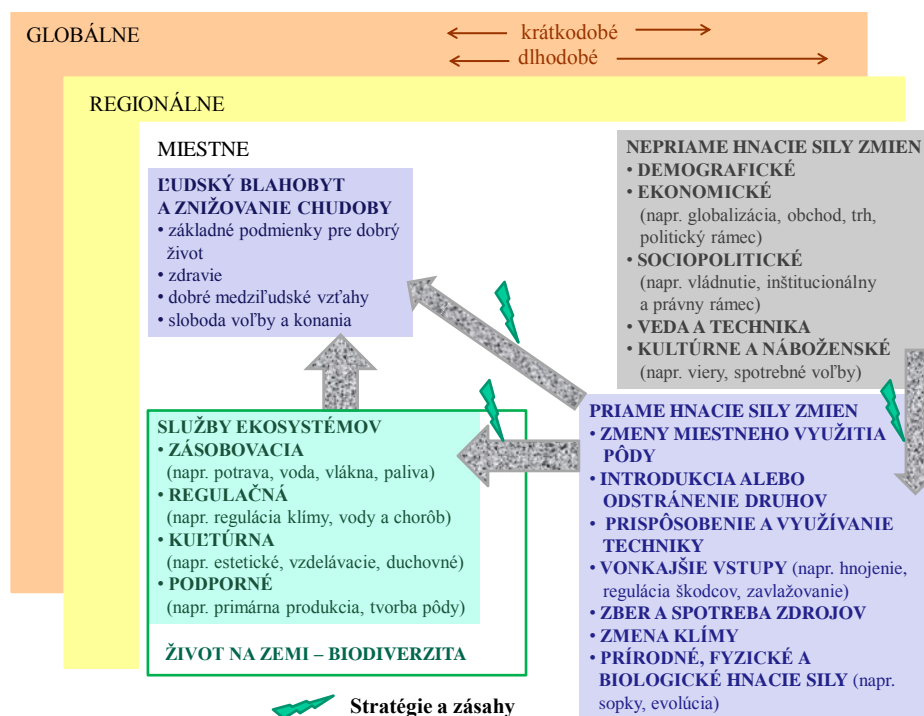 GLOBÁLNE
krátkodobé
dlhodobé
REGIONÁLNE
MIESTNE
ĽUDSKÝ BLAHOBYT
A ZNIŽOVANIE CHUDOBY
• základné podmienky pre dobrý
život
• zdravie
• dobré medziľudské vzťahy
• sloboda voľby a konania
NEPRIAME HNACIE SILY ZMIEN
• DEMOGRAFICKÉ
• EKONOMICKÉ
(napr. globalizácia, obchod, trh,
politický rámec)
• SOCIOPOLITICKÉ
(napr. vládnutie, inštitucionálny
a právny rámec)
• VEDA A TECHNIKA
• KULTÚRNE A NÁBOŽENSKÉ
(napr. viery, spotrebné voľby)
SLUŽBY EKOSYSTÉMOV
• ZÁSOBOVACIA
(napr. potrava, voda, vlákna, paliva)
• REGULAČNÁ
(napr. regulácia klímy, vody a chorôb)
• KUĽTÚRNA
(napr. estetické, vzdelávacie, duchovné)
• PODPORNÉ
(napr. primárna produkcia, tvorba pôdy)
ŽIVOT NA ZEMI – BIODIVERZITA
PRIAME HNACIE SILY ZMIEN
• ZMENY MIESTNEHO VYUŽITIA
PÔDY
• INTRODUKCIA ALEBO
ODSTRÁNENIE DRUHOV
• PRISPÔSOBENIE A VYUŽÍVANIE
TECHNIKY
• VONKAJŠIE VSTUPY (napr. hnojenie,
regulácia škodcov, zavlažovanie)
• ZBER A SPOTREBA ZDROJOV
• ZMENA KLÍMY
• PRÍRODNÉ, FYZICKÉ A
BIOLOGICKÉ HNACIE SILY (napr.
sopky, evolúcia)
Stratégie a zásahy